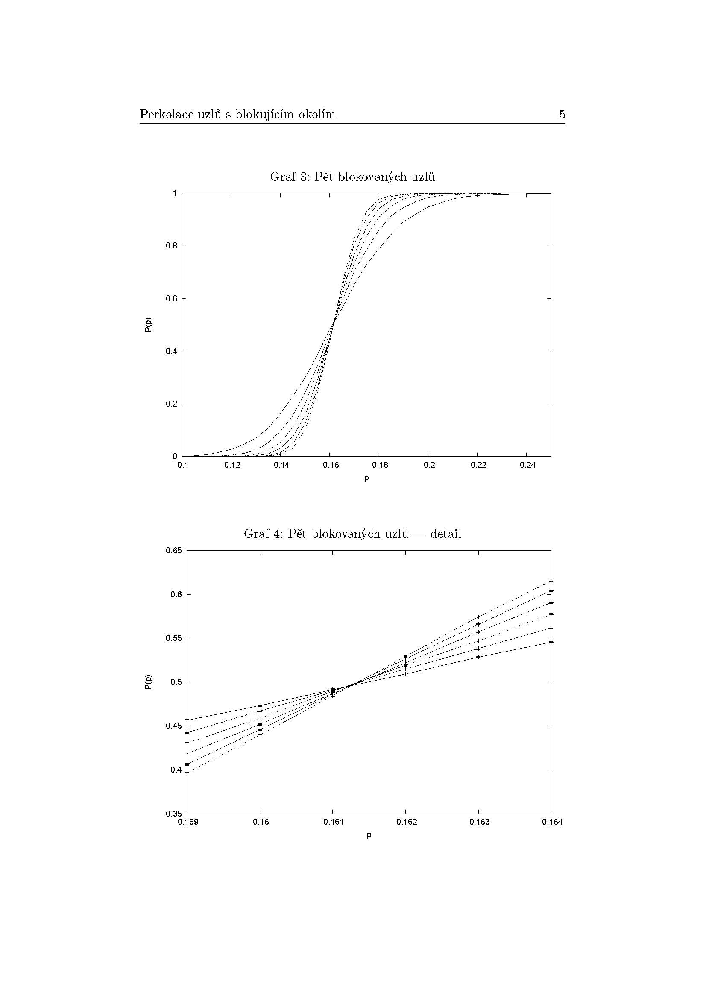 Perkolace uzlů s blokujícím okolím 5
Graf 3: Pět blokovaných uzlů
1
0.8
0.6
P(p)
0.4
0.2
0
0.1 0.12 0.14 0.16 0.18 0.2 0.22 0.24
p
Graf 4: Pět blokovaných uzlů — detail
0.65
0.6
0.55
P(p)
0.5
0.45
0.4
0.35
0.159 0.16 0.161 0.162 0.163 0.164
p